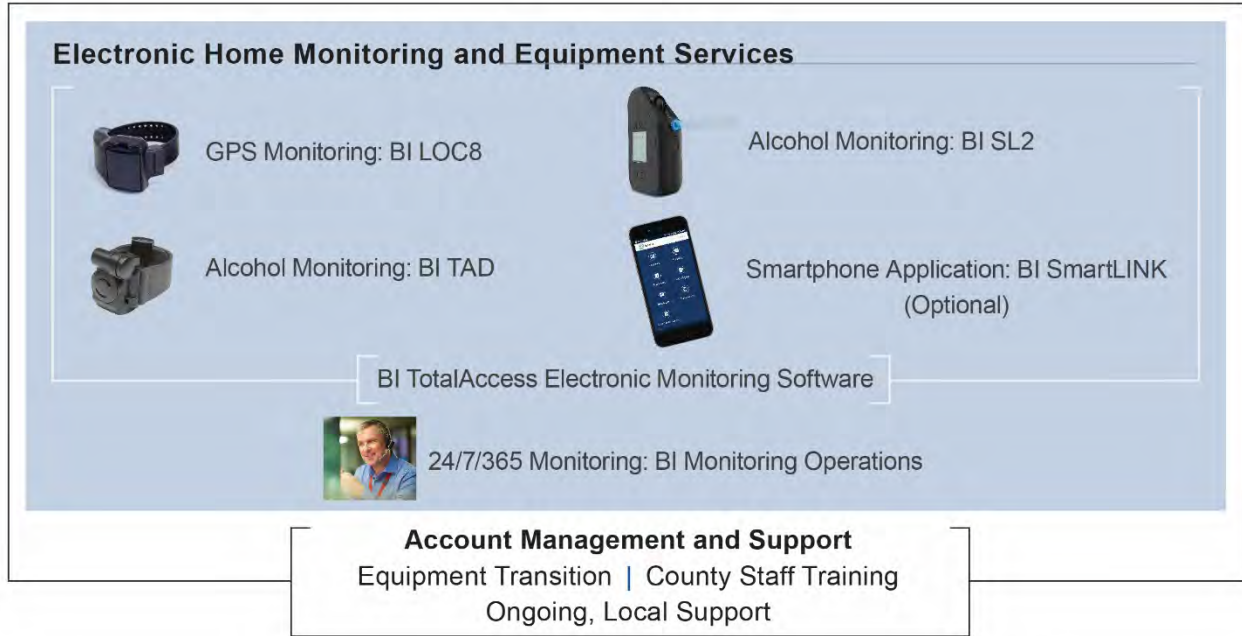 Electronic Home Monitoring and Equipment Services
GPS Monitoring: BI LOC8
Alcohol Monitoring: BI SL2
Alcohol Monitoring: BI TAD
Smartphone Application: BI SmartLINK
(Optional)
BI TotalAccess Electronic Monitoring Software
24/7/365 Monitoring: BI Monitoring Operations
Account Management and Support
Equipment Transition | County Staff Training
Ongoing, Local Support